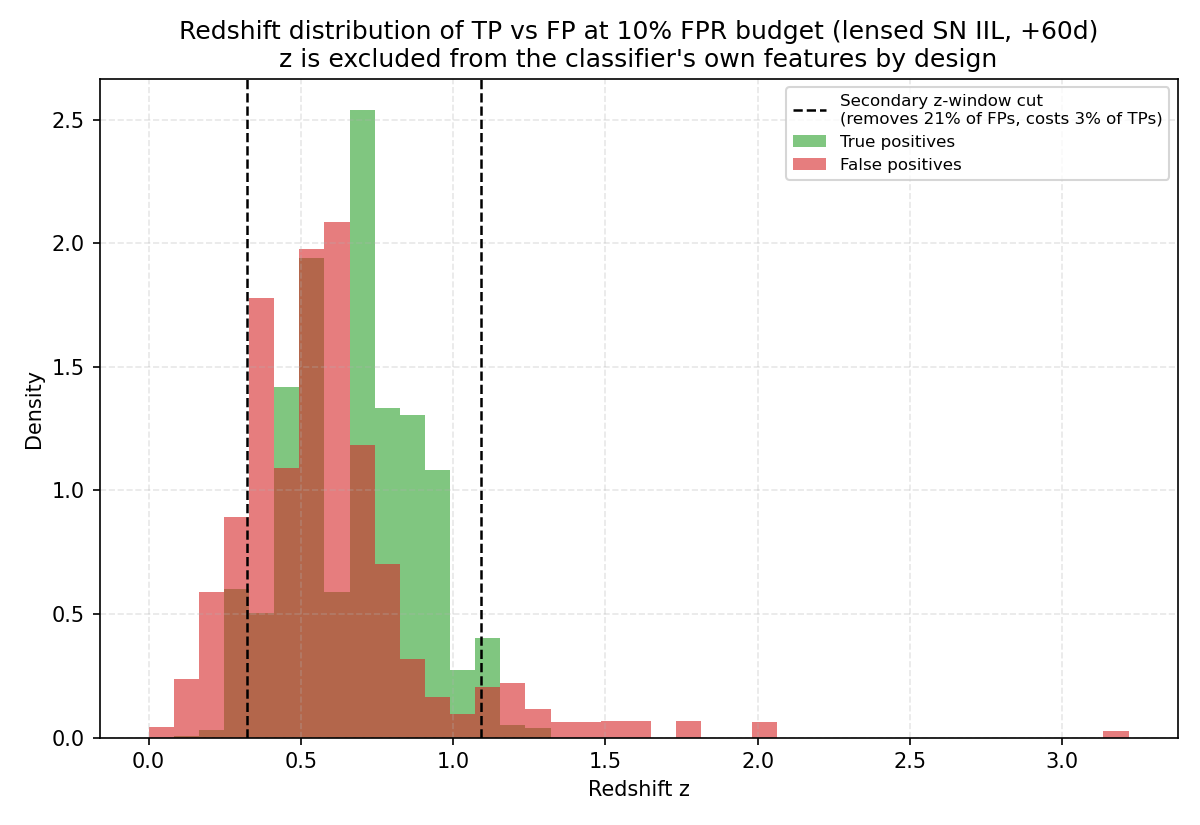 Redshift distribution of TP vs FP at 10% FPR budget (lensed SN IIL, +60d)
z is excluded from the classifier's own features by design
Secondary z-window cut
(removes 21% of FPs, costs 3% of TPs)
True positives
False positives
Density
2.5
2.0
1.5
1.0
0.5
0.0
0.0
0.5
1.0
1.5
2.0
2.5
3.0
Redshift z